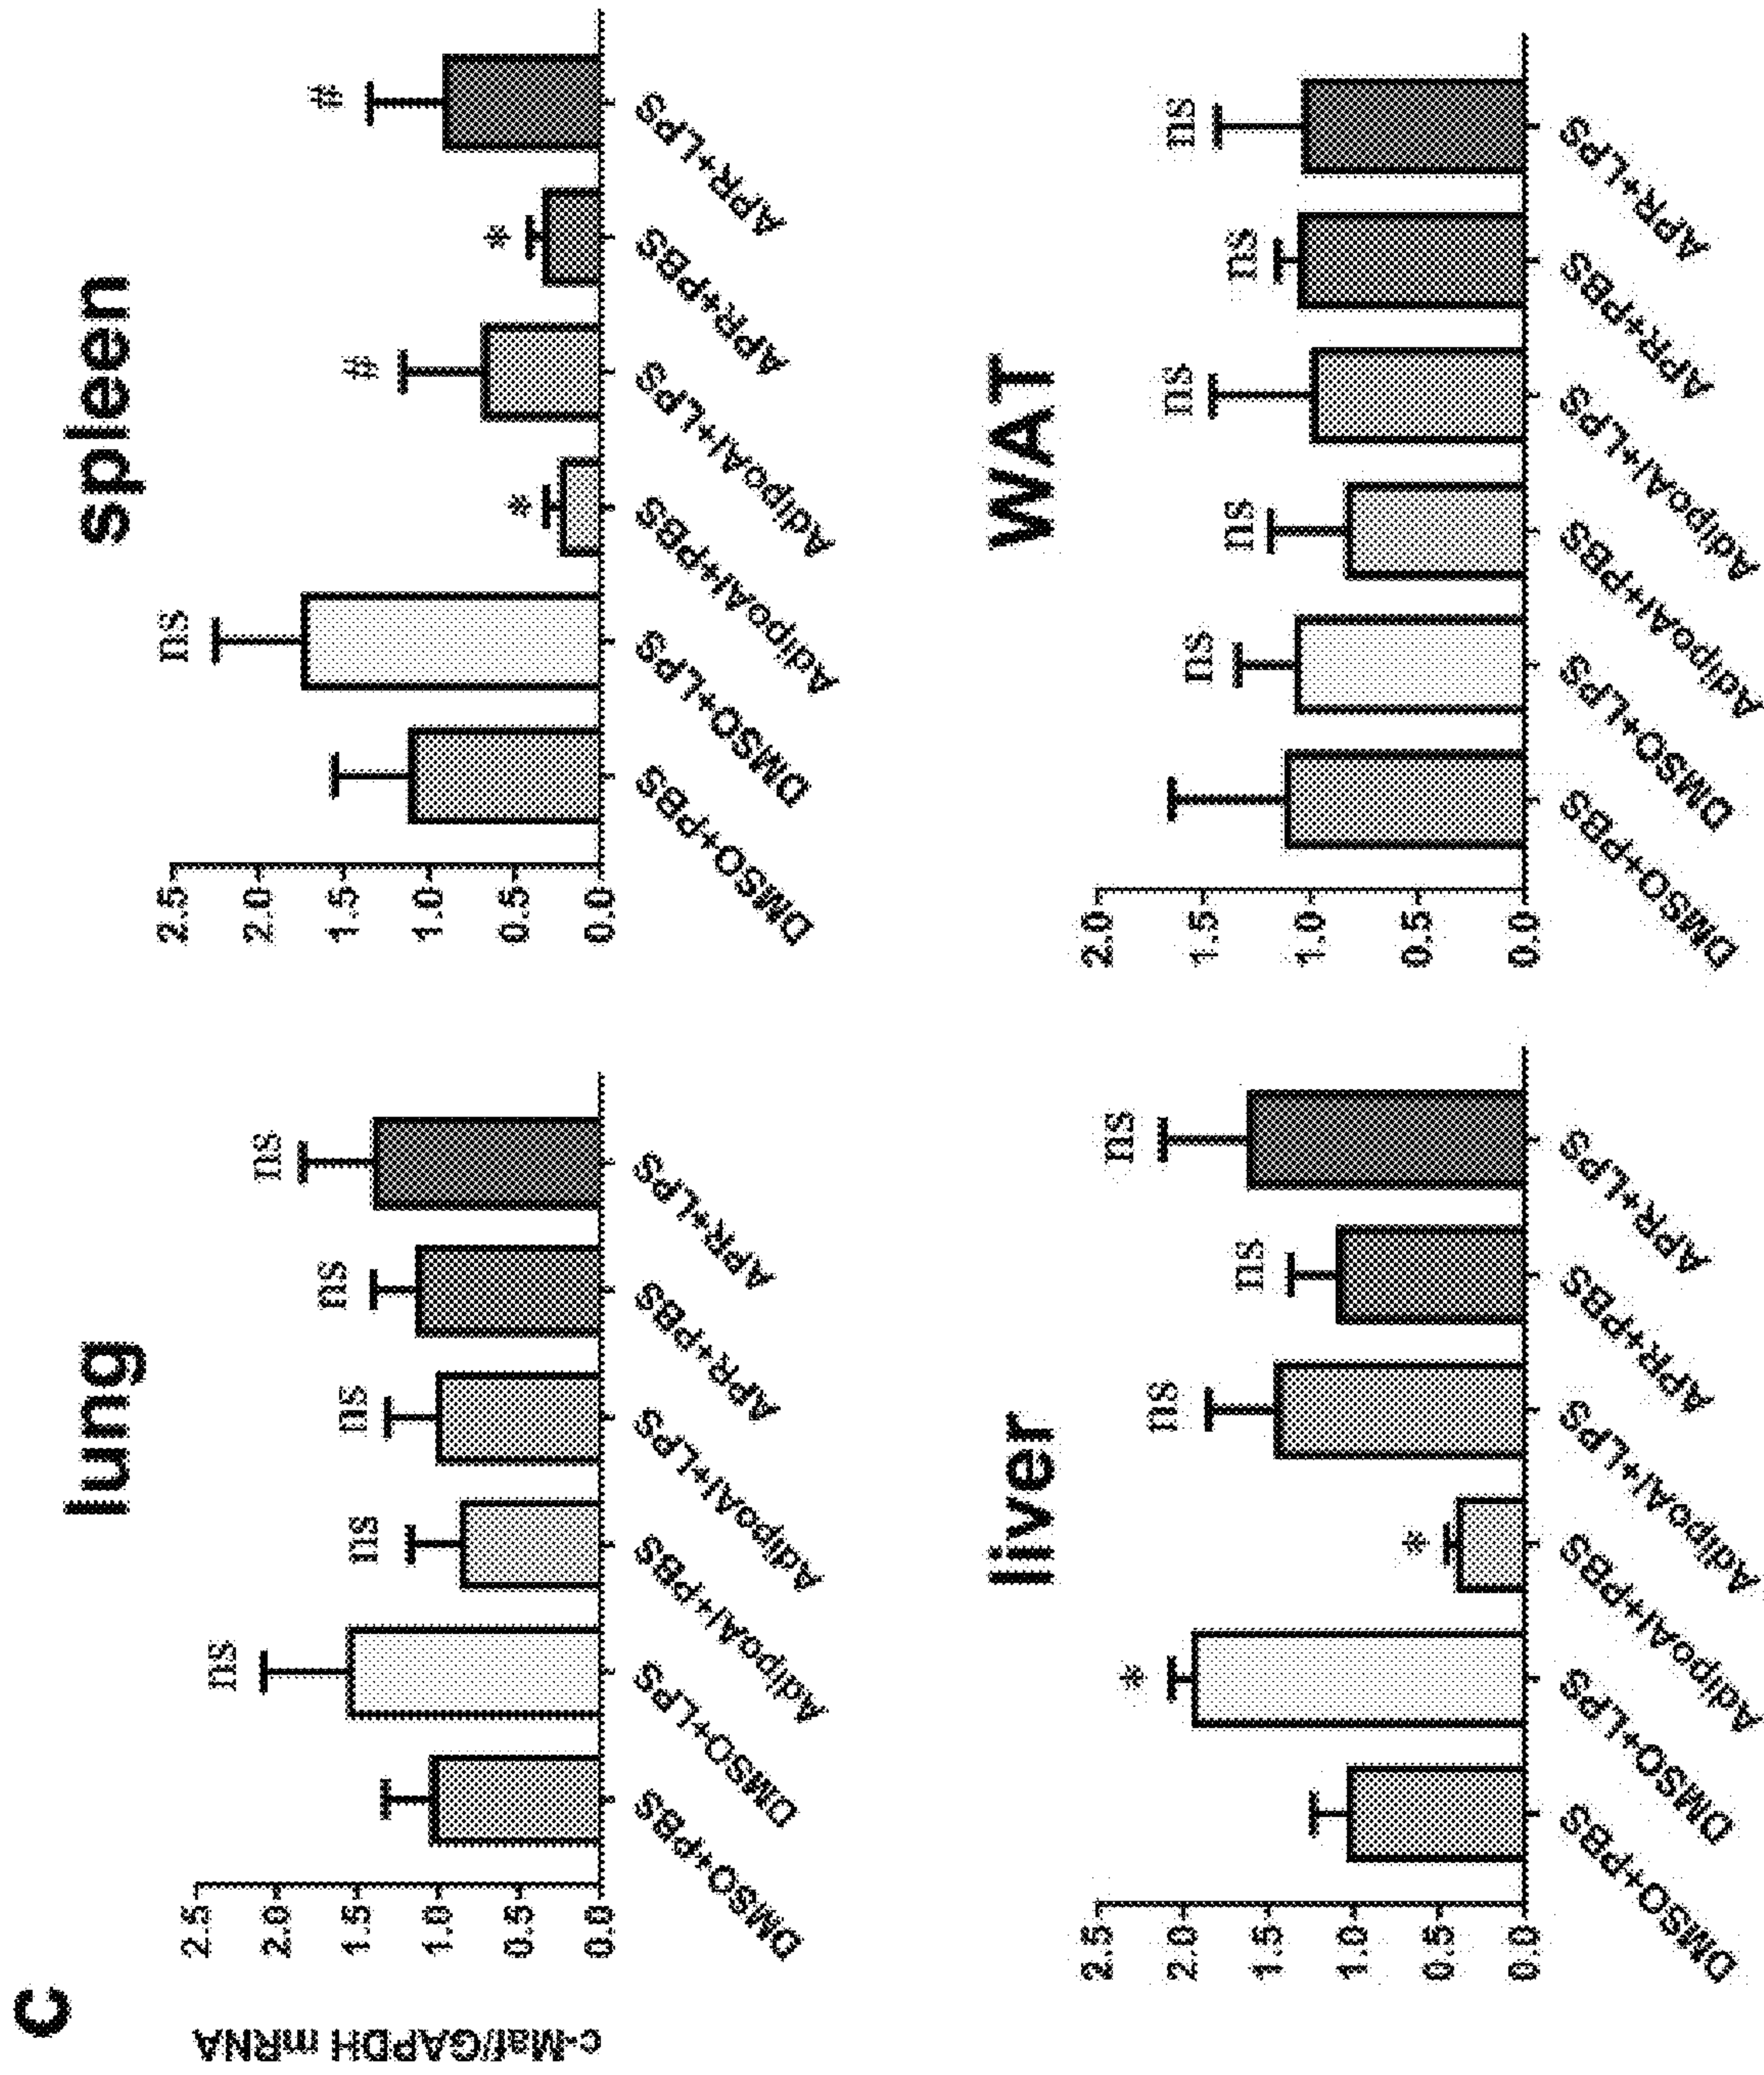 C
c-Maf/GAPDH mRNA
lung
2.5
2.0
1.5
1.0
0.5
0.0
ns
ns
ns
ns
ns
DMSO+PBS
DMSO+LPS
AdipoAI+PBS
AdipoAI+LPS
APR+PBS
APR+LPS
spleen
2.5
2.0
1.5
1.0
0.5
0.0
ns
*
#
*
#
DMSO+PBS
DMSO+LPS
AdipoAI+PBS
AdipoAI+LPS
APR+PBS
APR+LPS
liver
2.5
2.0
1.5
1.0
0.5
0.0
*
*
ns
ns
ns
DMSO+PBS
DMSO+LPS
AdipoAI+PBS
AdipoAI+LPS
APR+PBS
APR+LPS
WAT
2.0
1.5
1.0
0.5
0.0
ns
ns
ns
ns
ns
DMSO+PBS
DMSO+LPS
AdipoAI+PBS
AdipoAI+LPS
APR+PBS
APR+LPS